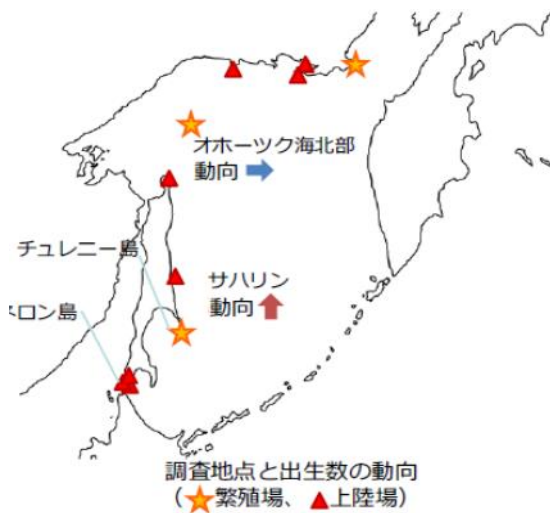 オホーツク海北部
動向
チュレニー島
サハリン
動向
ネロン島
調査地点と出生数の動向
(繁殖場、上陸場)